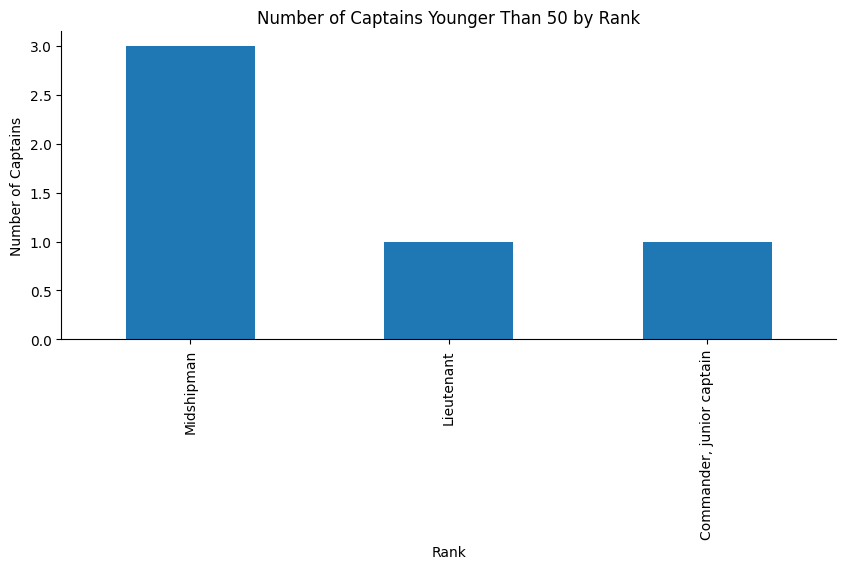 Number of Captains Younger Than 50 by Rank
Number of Captains
3.0
2.5
2.0
1.5
1.0
0.5
0.0
Midshipman
Lieutenant
Commander, junior captain
Rank